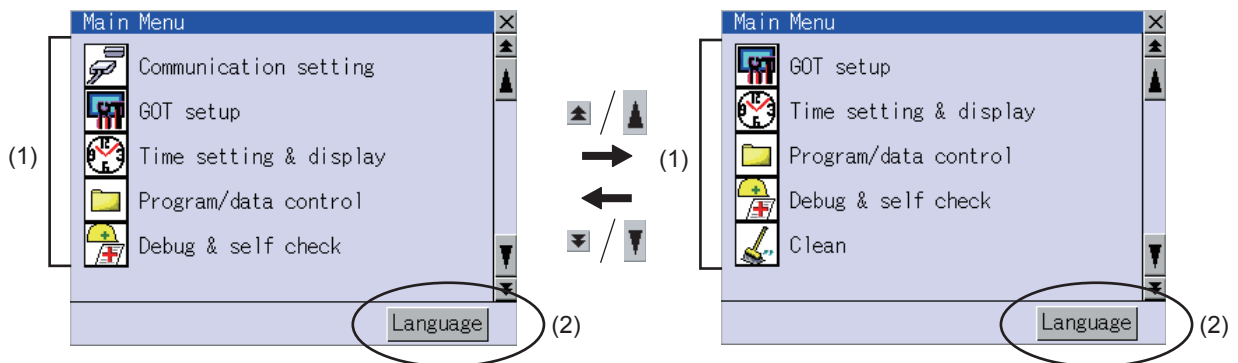 Main Menu
Communication setting
GOT setup
Time setting & display
Program/data control
Debug & self check
Language
(1)
(2)
/
/
Main Menu
GOT setup
Time setting & display
Program/data control
Debug & self check
Clean
Language
(1)
(2)